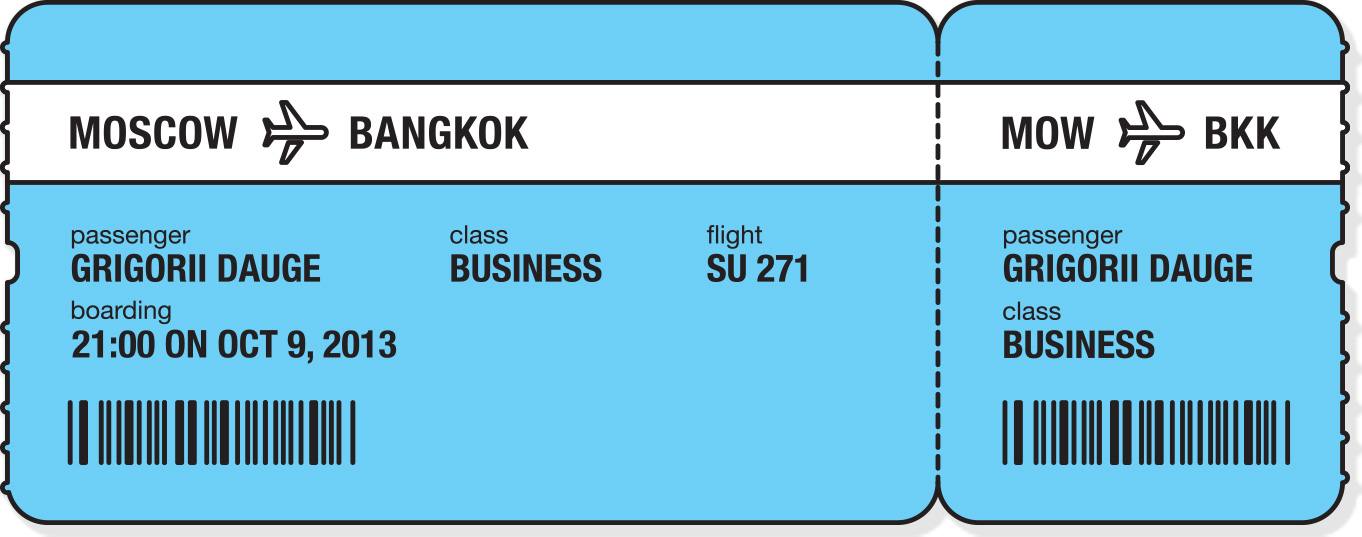 MOSCOW BANGKOK
passenger class flight
GRIGORII DAUGE BUSINESS SU 271
boarding
21:00 ON OCT 9, 2013
MOW BKK
passenger
GRIGORII DAUGE
class
BUSINESS